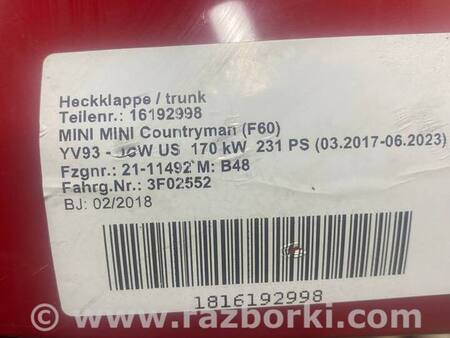 Heckklappe / trunk
Teilenr.: 16192998
MINI MINI Countryman (F60)
YV93 - JCW US 170 kW 231 PS (03.2017-06.2023)
Fzgnr.: 21-11492 M: B48
Fahrg.Nr.: 3F02552
BJ: 02/2018
1816192998
www.razborki.com